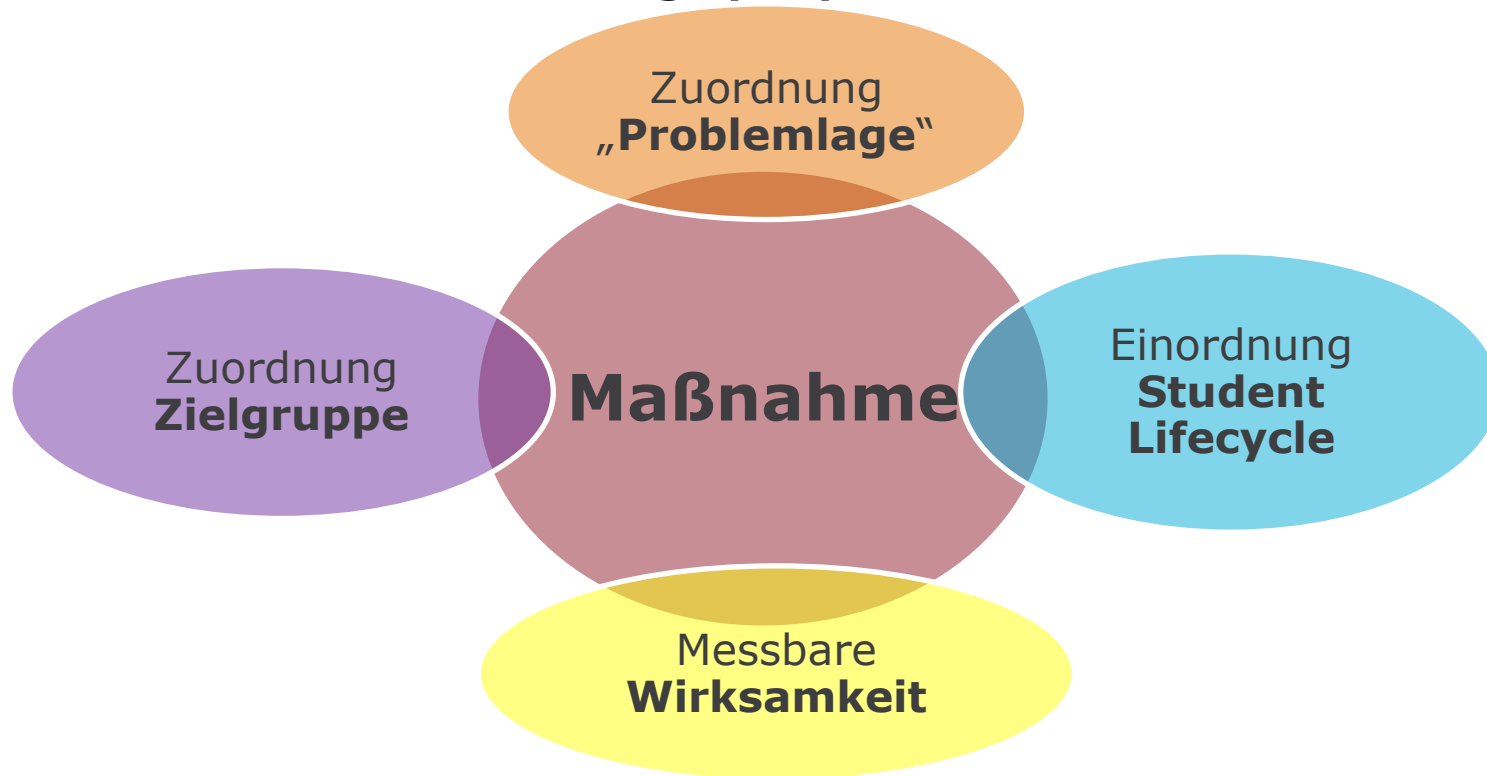 Zuordnung
„Problemlage“
Zuordnung
Zielgruppe
Maßnahme
Einordnung
Student
Lifecycle
Messbare
Wirksamkeit